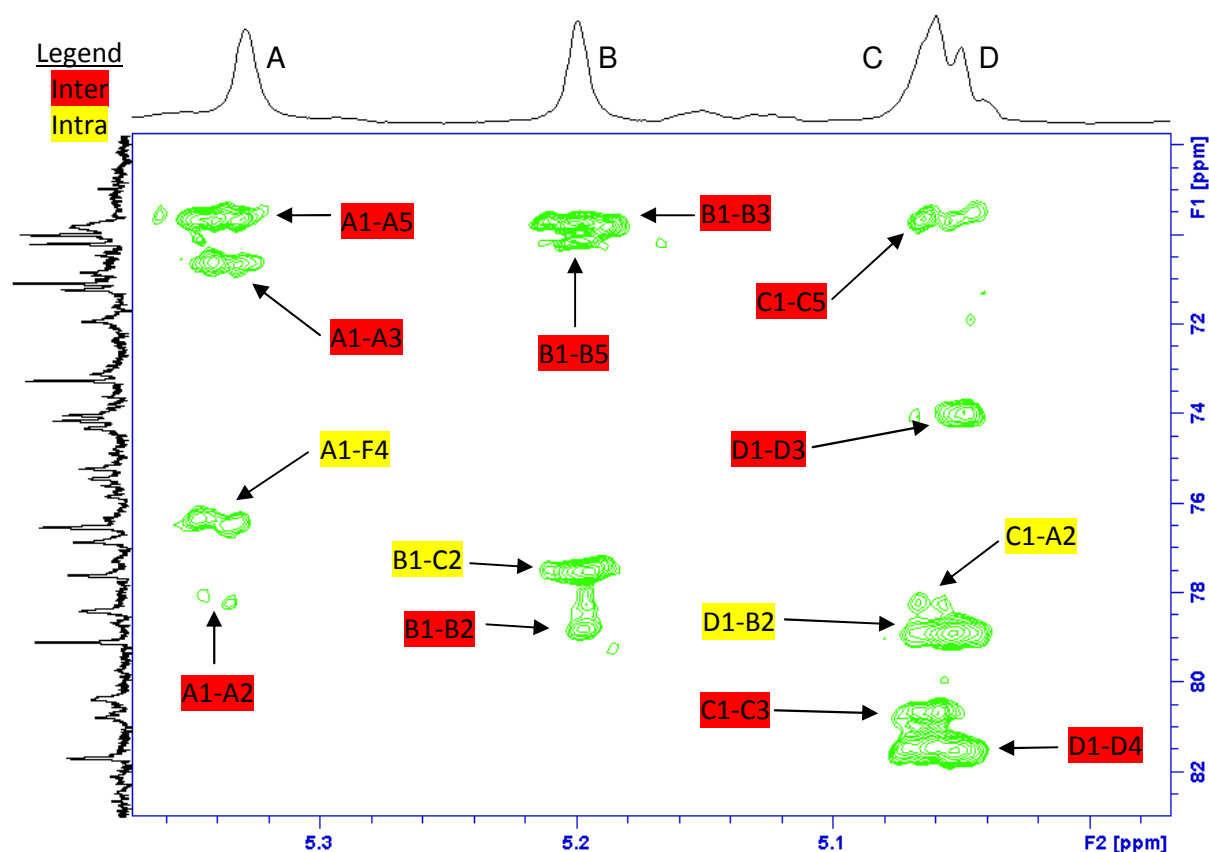 Legend
Inter
Intra
A
B
C
D
A1-A5
B1-B3
C1-C5
A1-A3
B1-B5
A1-F4
D1-D3
C1-A2
B1-C2
B1-B2
D1-B2
A1-A2
C1-C3
D1-D4
F1 [ppm]
72
74
76
78
80
82
5.3
5.2
5.1
F2 [ppm]